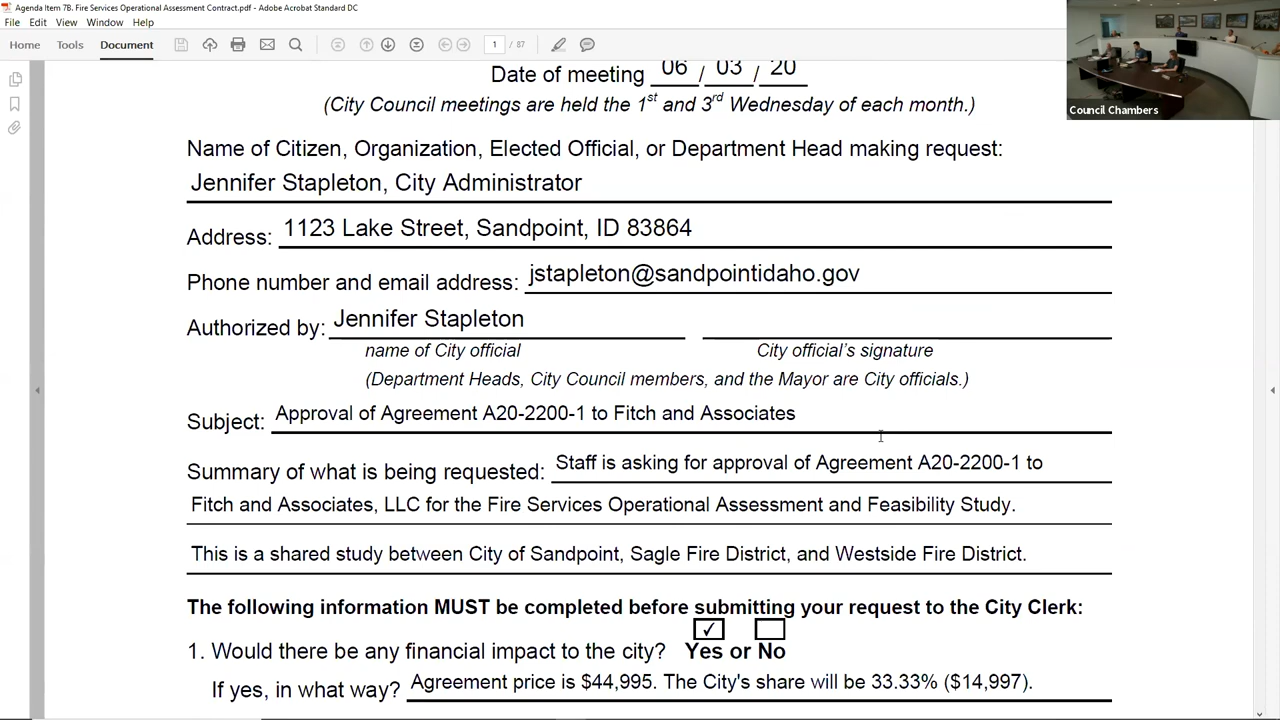 Agenda Item 7B. Fire Services Operational Assessment Contract.pdf - Adobe Acrobat Standard DC
File Edit View Window Help
Home Tools Document 1 / 87
Council Chambers
Date of meeting 06 / 03 / 20
(City Council meetings are held the 1st and 3rd Wednesday of each month.)
Name of Citizen, Organization, Elected Official, or Department Head making request:
Jennifer Stapleton, City Administrator
Address: 1123 Lake Street, Sandpoint, ID 83864
Phone number and email address: jstapleton@sandpointidaho.gov
Authorized by: Jennifer Stapleton
name of City official City official's signature
(Department Heads, City Council members, and the Mayor are City officials.)
Subject: Approval of Agreement A20-2200-1 to Fitch and Associates
Summary of what is being requested: Staff is asking for approval of Agreement A20-2200-1 to
Fitch and Associates, LLC for the Fire Services Operational Assessment and Feasibility Study.
This is a shared study between City of Sandpoint, Sagle Fire District, and Westside Fire District.
The following information MUST be completed before submitting your request to the City Clerk:
1. Would there be any financial impact to the city? Yes or No
If yes, in what way? Agreement price is $44,995. The City's share will be 33.33% ($14,997).